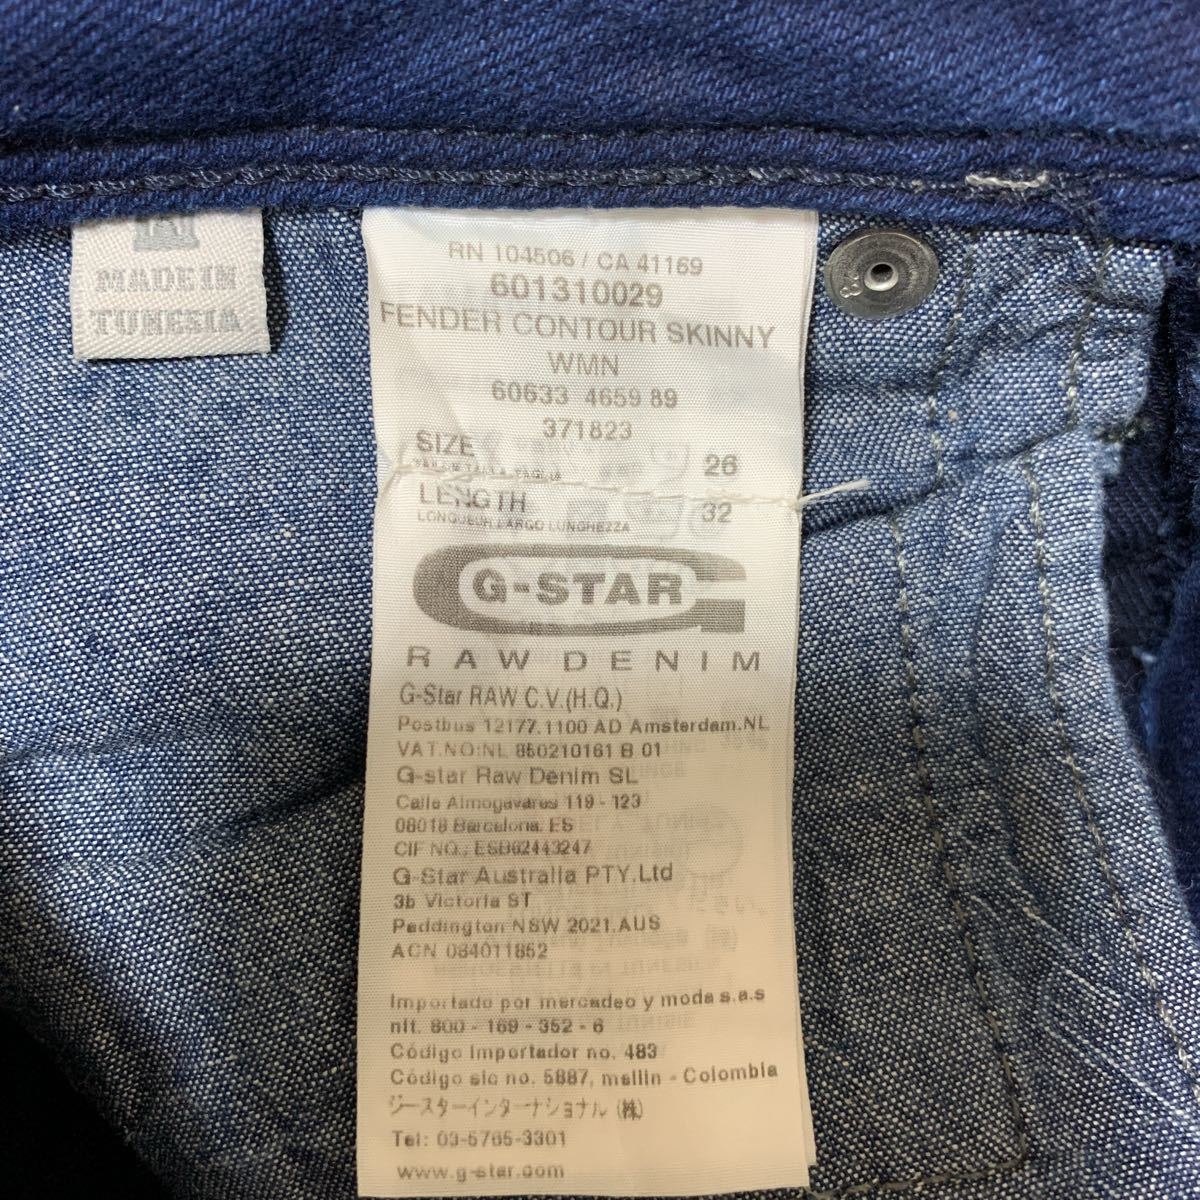 MADE IN
TUNESIA
RN 104506 / CA 41169
601310029
FENDER CONTOUR SKINNY
WMN
60633 4659 89
371823
SIZE 26
LENGTH 32
LONGUEUR LARGO LUNGHEZZA
G-STAR
RAW DENIM
G-Star RAW C.V.(H.Q.)
Postbus 12177.1100 AD Amsterdam.NL
VAT.NO:NL 850210161 B 01
G-star Raw Denim SL
Calle Almogavares 119 - 123
08018 Barcelona. ES
CIF NO.: ESB62443247
G-Star Australia PTY.Ltd
3b Victoria ST
Paddington NSW 2021.AUS
ACN 084011852
Importado por mercadeo y moda s.a.s
nit. 800 - 169 - 352 - 6
Código Importador no. 483
Código sic no. 5887, mellin - Colombia
ジースターインターナショナル (株)
Tel: 03-5765-3301
www.g-star.com